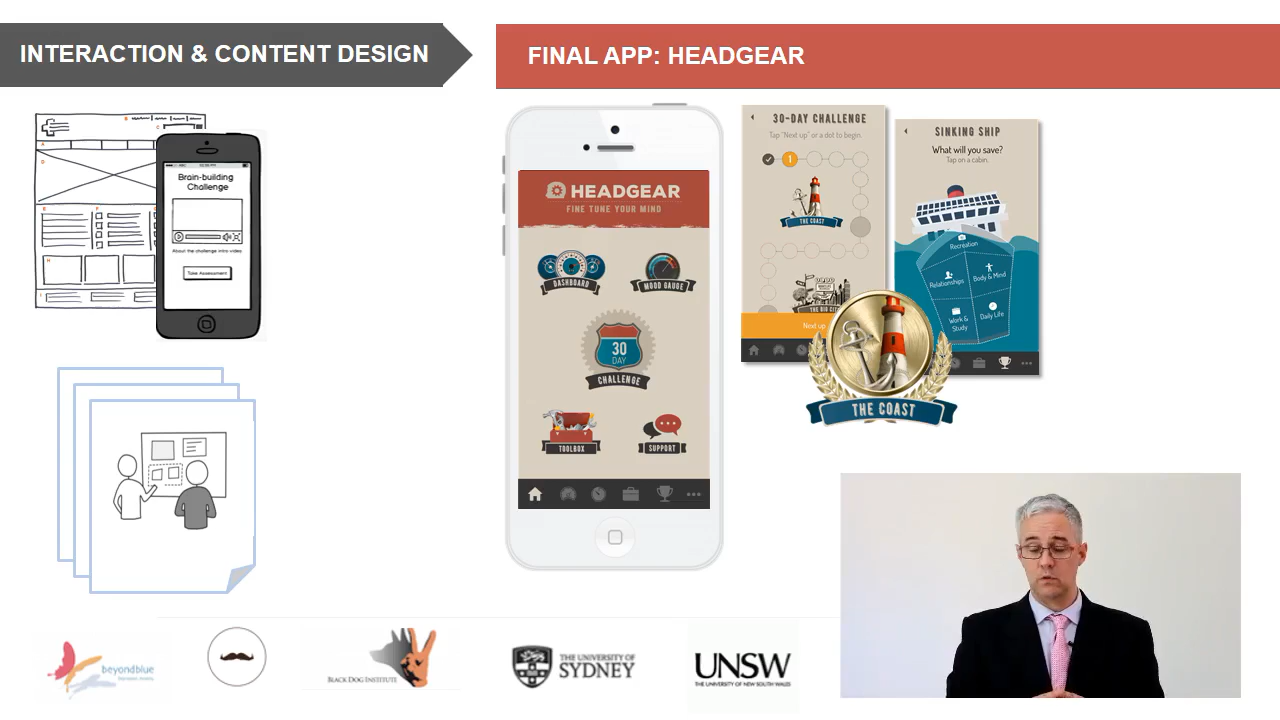 INTERACTION & CONTENT DESIGN
FINAL APP: HEADGEAR
Brain-building
Challenge
About the challenge intro video
Take Assessment
HEADGEAR
FINE TUNE YOUR MIND
DASHBOARD
MOOD GAUGE
30
DAY
CHALLENGE
TOOLBOX
SUPPORT
30-DAY CHALLENGE
Tap "Next up" or a dot to begin.
1
THE COAST
THE BIG CITY
Next up
SINKING SHIP
What will you save?
Tap on a cabin.
Recreation
Relationships
Body & Mind
Work &
Study
Daily Life
THE COAST
beyondblue
BLACK DOG INSTITUTE
THE UNIVERSITY OF
SYDNEY
UNSW
THE UNIVERSITY OF NEW SOUTH WALES